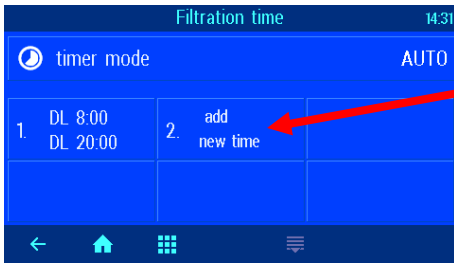 Filtration time 14:31
timer mode AUTO
1. DL 8:00
DL 20:00
2. add
new time